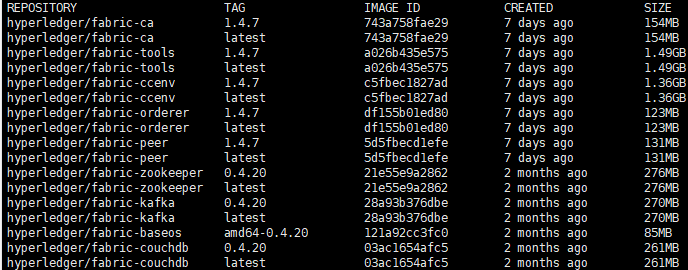 REPOSITORY TAG IMAGE ID CREATED SIZE
hyperledger/fabric-ca 1.4.7 743a758fae29 7 days ago 154MB
hyperledger/fabric-ca latest 743a758fae29 7 days ago 154MB
hyperledger/fabric-tools 1.4.7 a026b435e575 7 days ago 1.49GB
hyperledger/fabric-tools latest a026b435e575 7 days ago 1.49GB
hyperledger/fabric-ccenv 1.4.7 c5fbec1827ad 7 days ago 1.36GB
hyperledger/fabric-ccenv latest c5fbec1827ad 7 days ago 1.36GB
hyperledger/fabric-orderer 1.4.7 df155b01ed80 7 days ago 123MB
hyperledger/fabric-orderer latest df155b01ed80 7 days ago 123MB
hyperledger/fabric-peer 1.4.7 5d5fbecd1efe 7 days ago 131MB
hyperledger/fabric-peer latest 5d5fbecd1efe 7 days ago 131MB
hyperledger/fabric-zookeeper 0.4.20 21e55e9a2862 2 months ago 276MB
hyperledger/fabric-zookeeper latest 21e55e9a2862 2 months ago 276MB
hyperledger/fabric-kafka 0.4.20 28a93b376dbe 2 months ago 270MB
hyperledger/fabric-kafka latest 28a93b376dbe 2 months ago 270MB
hyperledger/fabric-baseos amd64-0.4.20 121a92cc3fc0 2 months ago 85MB
hyperledger/fabric-couchdb 0.4.20 03ac1654afc5 2 months ago 261MB
hyperledger/fabric-couchdb latest 03ac1654afc5 2 months ago 261MB